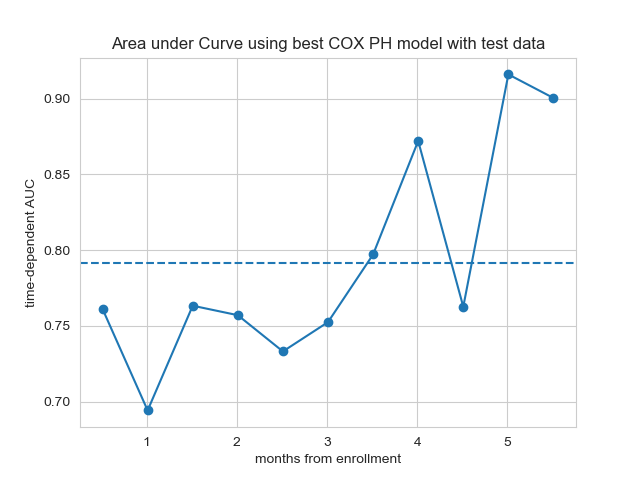 Area under Curve using best COX PH model with test data
time-dependent AUC
0.90
0.85
0.80
0.75
0.70
1 2 3 4 5
months from enrollment